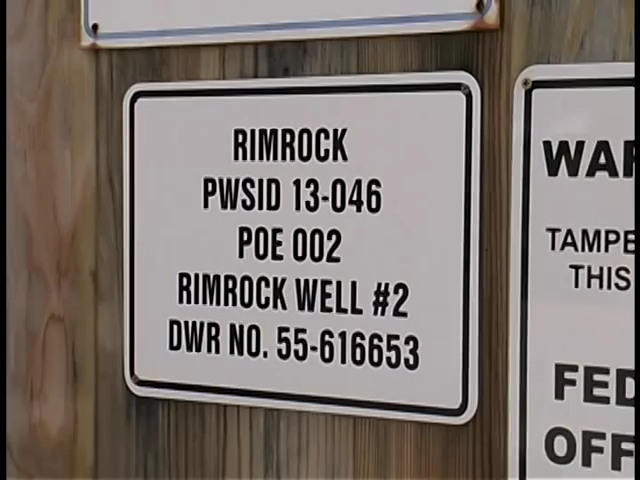 RIMROCK
PWSID 13-046
POE 002
RIMROCK WELL #2
DWR NO. 55-616653
WAR
TAMPE
THIS
FED
OFF